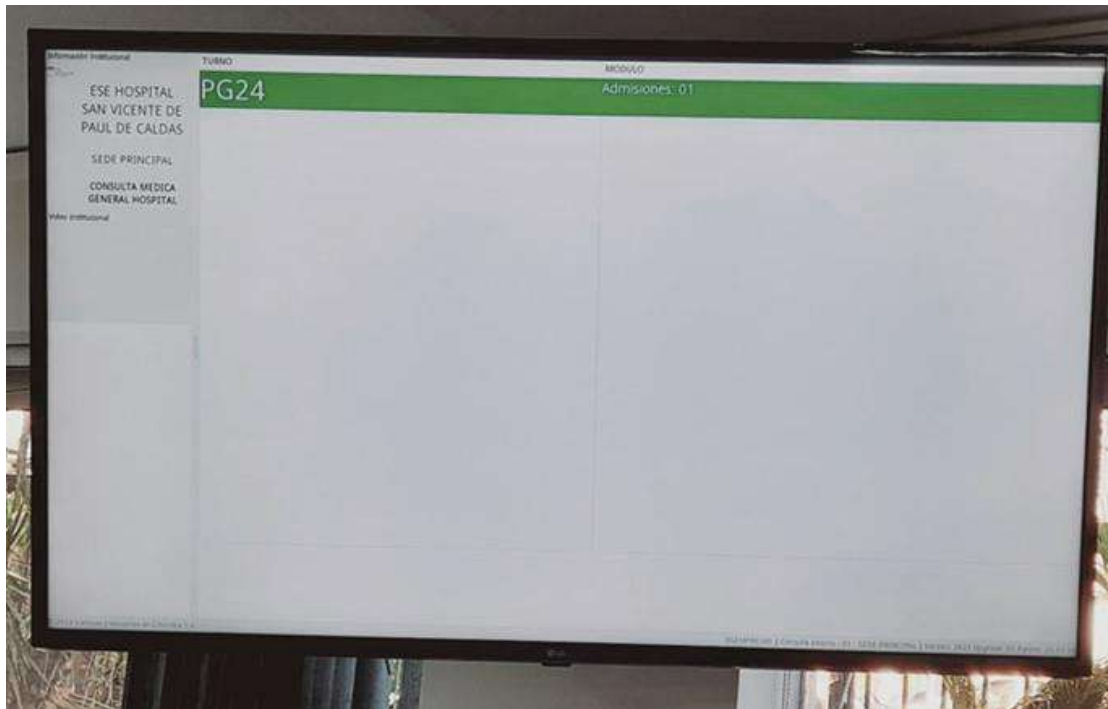 Información Institucional
ESE HOSPITAL
SAN VICENTE DE
PAUL DE CALDAS
SEDE PRINCIPAL
CONSULTA MEDICA
GENERAL HOSPITAL
Video Institucional
TURNO MODULO
PG24 Admisiones: 01
LG